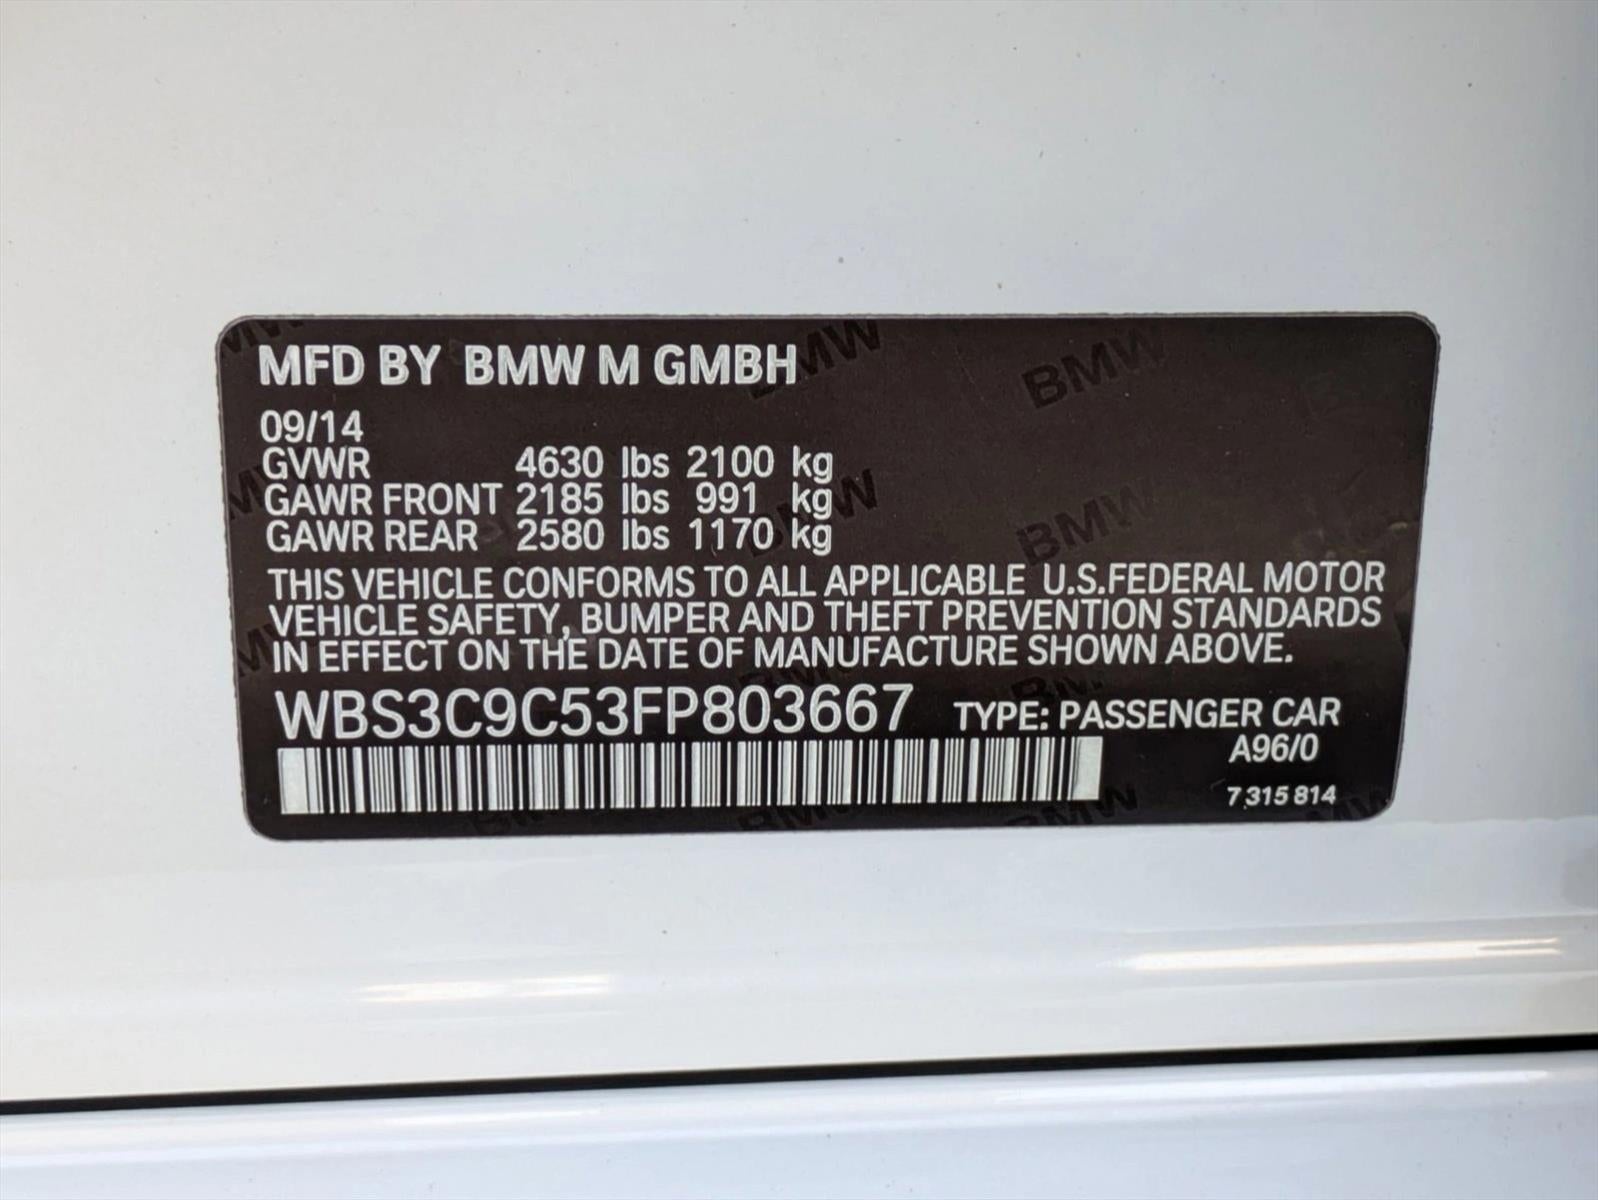 MFD BY BMW M GMBH
09/14
GVWR 4630 lbs 2100 kg
GAWR FRONT 2185 lbs 991 kg
GAWR REAR 2580 lbs 1170 kg
THIS VEHICLE CONFORMS TO ALL APPLICABLE U.S.FEDERAL MOTOR
VEHICLE SAFETY, BUMPER AND THEFT PREVENTION STANDARDS
IN EFFECT ON THE DATE OF MANUFACTURE SHOWN ABOVE.
WBS3C9C53FP803667 TYPE: PASSENGER CAR
A96/0
7 315 814